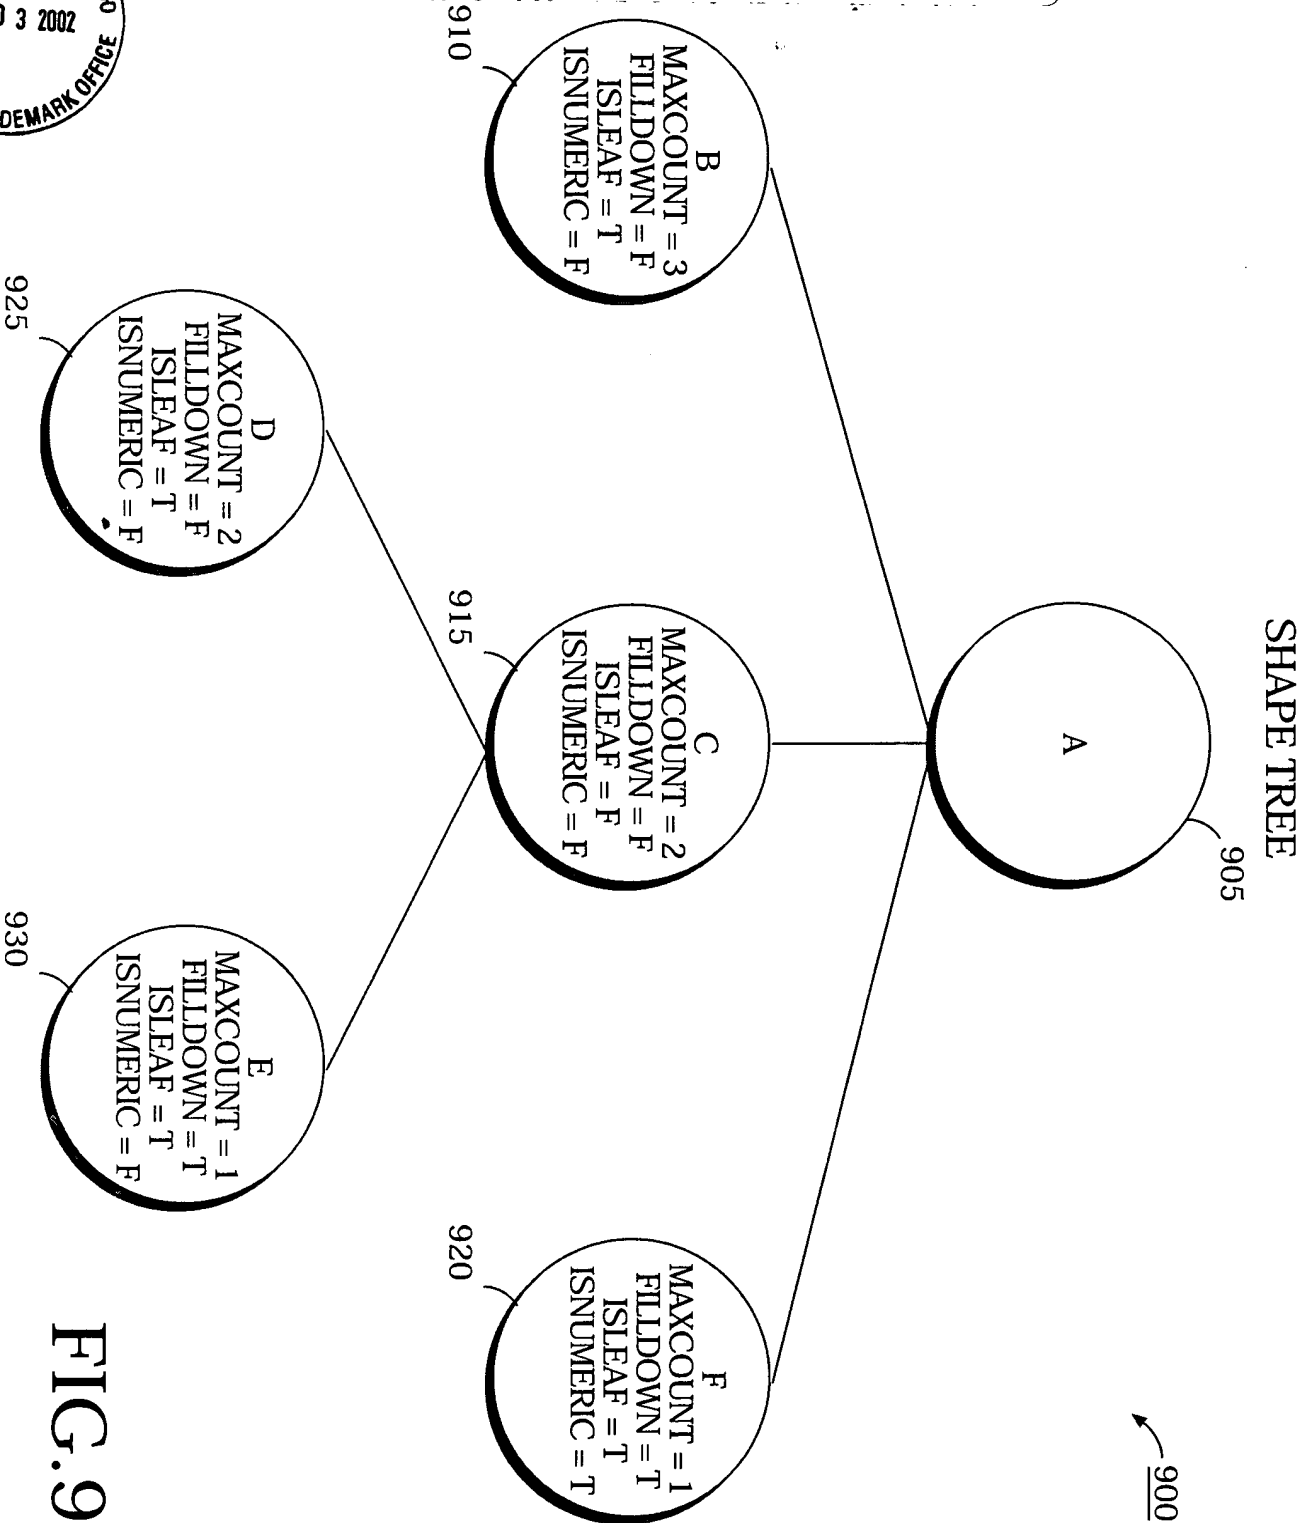 SHAPE TREE
900
A
905
B
MAXCOUNT = 3
FILLDOWN = F
ISLEAF = T
ISNUMERIC = F
910
C
MAXCOUNT = 2
FILLDOWN = F
ISLEAF = F
ISNUMERIC = F
915
F
MAXCOUNT = 1
FILLDOWN = T
ISLEAF = T
ISNUMERIC = T
920
D
MAXCOUNT = 2
FILLDOWN = F
ISLEAF = T
ISNUMERIC = F
925
E
MAXCOUNT = 1
FILLDOWN = T
ISLEAF = T
ISNUMERIC = F
930
FIG.9
3 2002
DEMARK OFFICE